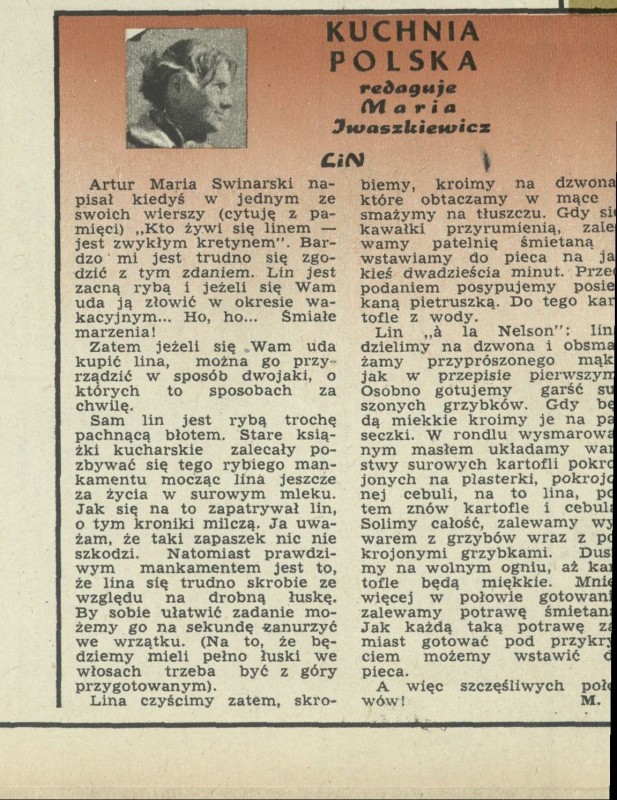 KUCHNIA
POLSKA
redaguje
Maria
Iwaszkiewicz
LiN
Artur Maria Swinarski na-
pisał kiedyś w jednym ze
swoich wierszy (cytuję z pa-
mięci) „Kto żywi się linem —
jest zwykłym kretynem". Bar-
dzo mi jest trudno się zgo-
dzić z tym zdaniem. Lin jest
zacną rybą i jeżeli się Wam
uda ją złowić w okresie wa-
kacyjnym... Ho, ho... Śmiałe
marzenia!
Zatem jeżeli się Wam uda
kupić lina, można go przy-
rządzić w sposób dwojaki, o
których to sposobach za
chwilę.
Sam lin jest rybą trochę
pachnącą błotem. Stare ksią-
żki kucharskie zalecały po-
zbywać się tego rybiego man-
kamentu mocząc lina jeszcze
za życia w surowym mleku.
Jak się na to zapatrywał lin,
o tym kroniki milczą. Ja uwa-
żam, że taki zapaszek nic nie
szkodzi. Natomiast prawdzi-
wym mankamentem jest to,
że lina się trudno skrobie ze
względu na drobną łuskę.
By sobie ułatwić zadanie mo-
żemy go na sekundę zanurzyć
we wrzątku. (Na to, że bę-
dziemy mieli pełno łuski we
włosach trzeba być z góry
przygotowanym).
Lina czyścimy zatem, skro-
biemy, kroimy na dzwona
które obtaczamy w mące
smażymy na tłuszczu. Gdy si
kawałki przyrumienią, zale
wamy patelnię śmietaną
wstawiamy do pieca na ja
kieś dwadzieścia minut. Prze
podaniem posypujemy posie
kaną pietruszką. Do tego kar
tofle z wody.
Lin „à la Nelson": lin
dzielimy na dzwona i obsma
żamy przyprószonego mąk
jak w przepisie pierwszym
Osobno gotujemy garść su
szonych grzybków. Gdy bę
dą miękkie kroimy je na pa
seczki. W rondlu wysmarowa
nym masłem układamy war
stwy surowych kartofli pokro
jonych na plasterki, pokrojo
nej cebuli, na to lina, po
tem znów kartofle i cebul
Solimy całość, zalewamy wy
warem z grzybów wraz z po
krojonymi grzybkami. Dus
my na wolnym ogniu, aż kar
tofle będą miękkie. Mnie
więcej w połowie gotowani
zalewamy potrawę śmietan
Jak każdą taką potrawę za
miast gotować pod przykry
ciem możemy wstawić d
pieca.
A więc szczęśliwych poło
wów! M.